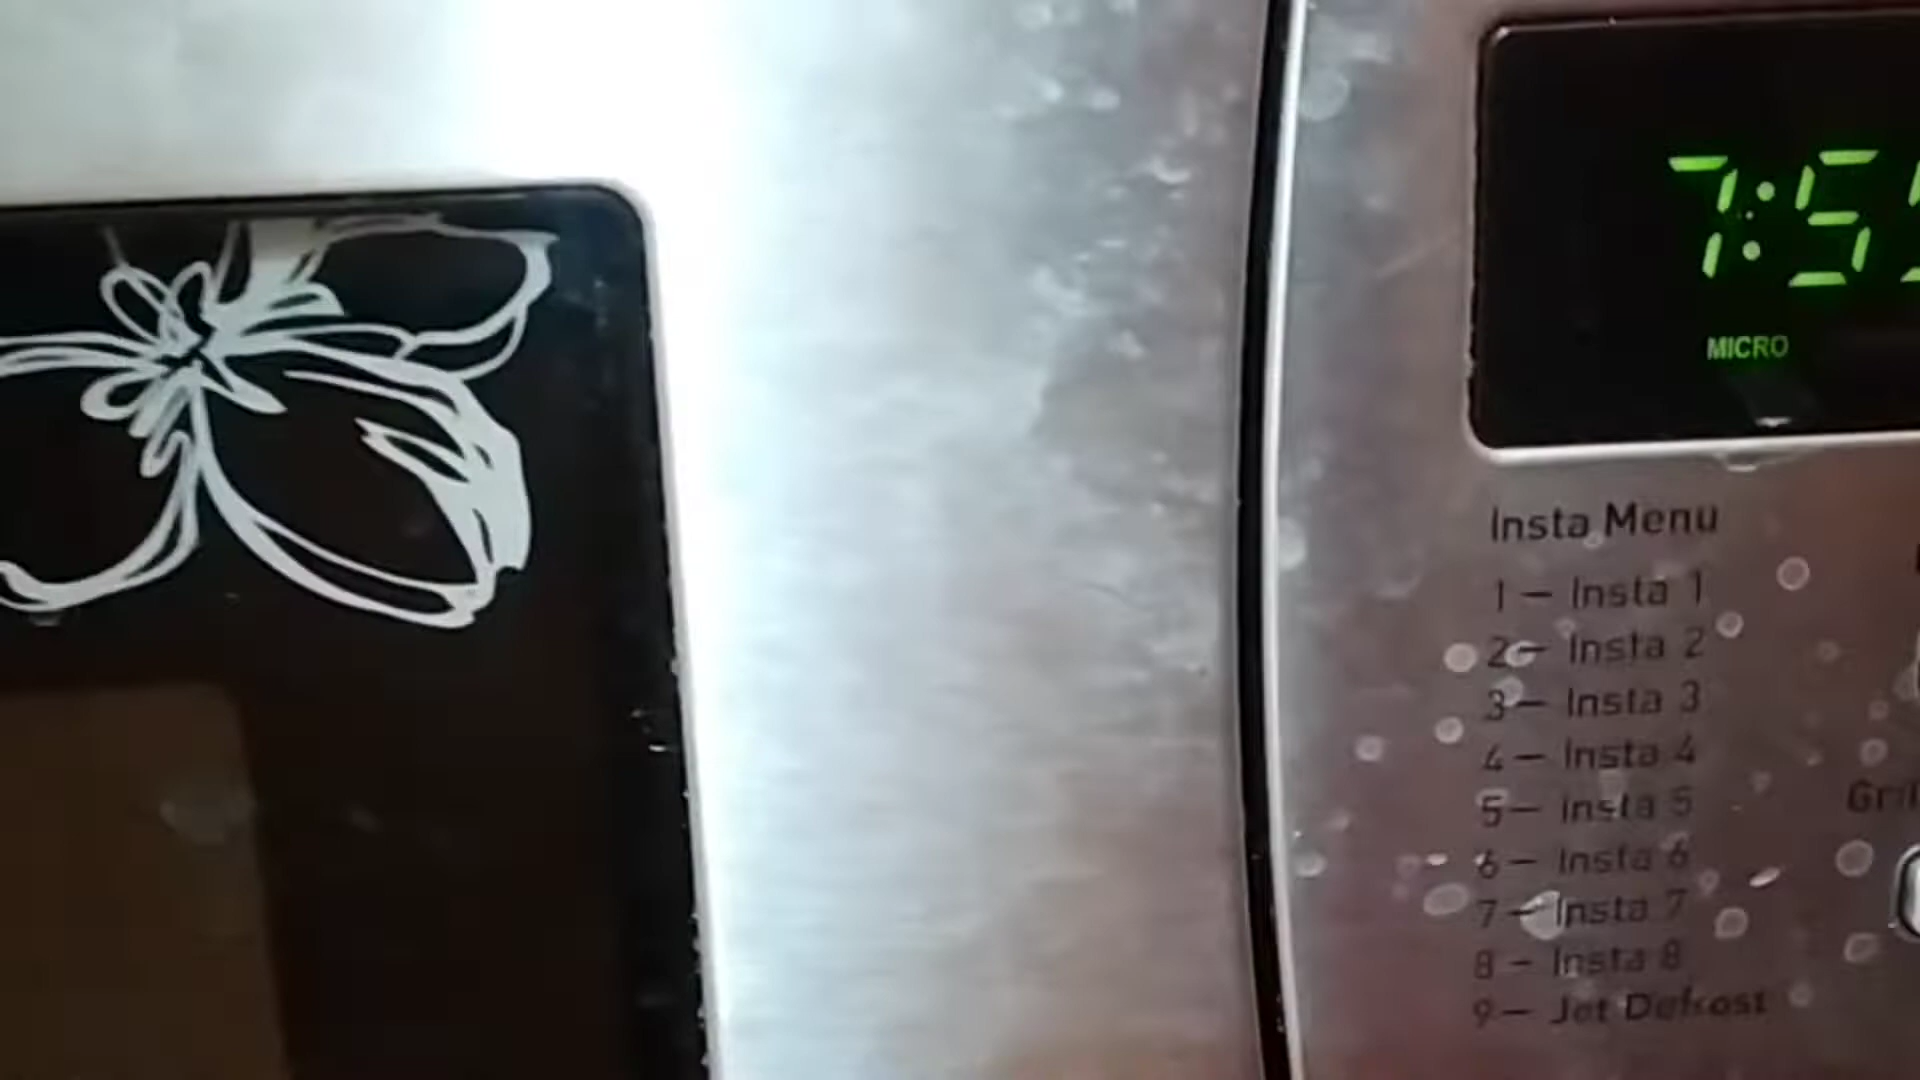 7:5
MICRO
Insta Menu
1 – Insta 1
2 – Insta 2
3 – Insta 3
4 – Insta 4
5 – Insta 5
6 – Insta 6
7 – Insta 7
8 – Insta 8
9 – Jet Defrost